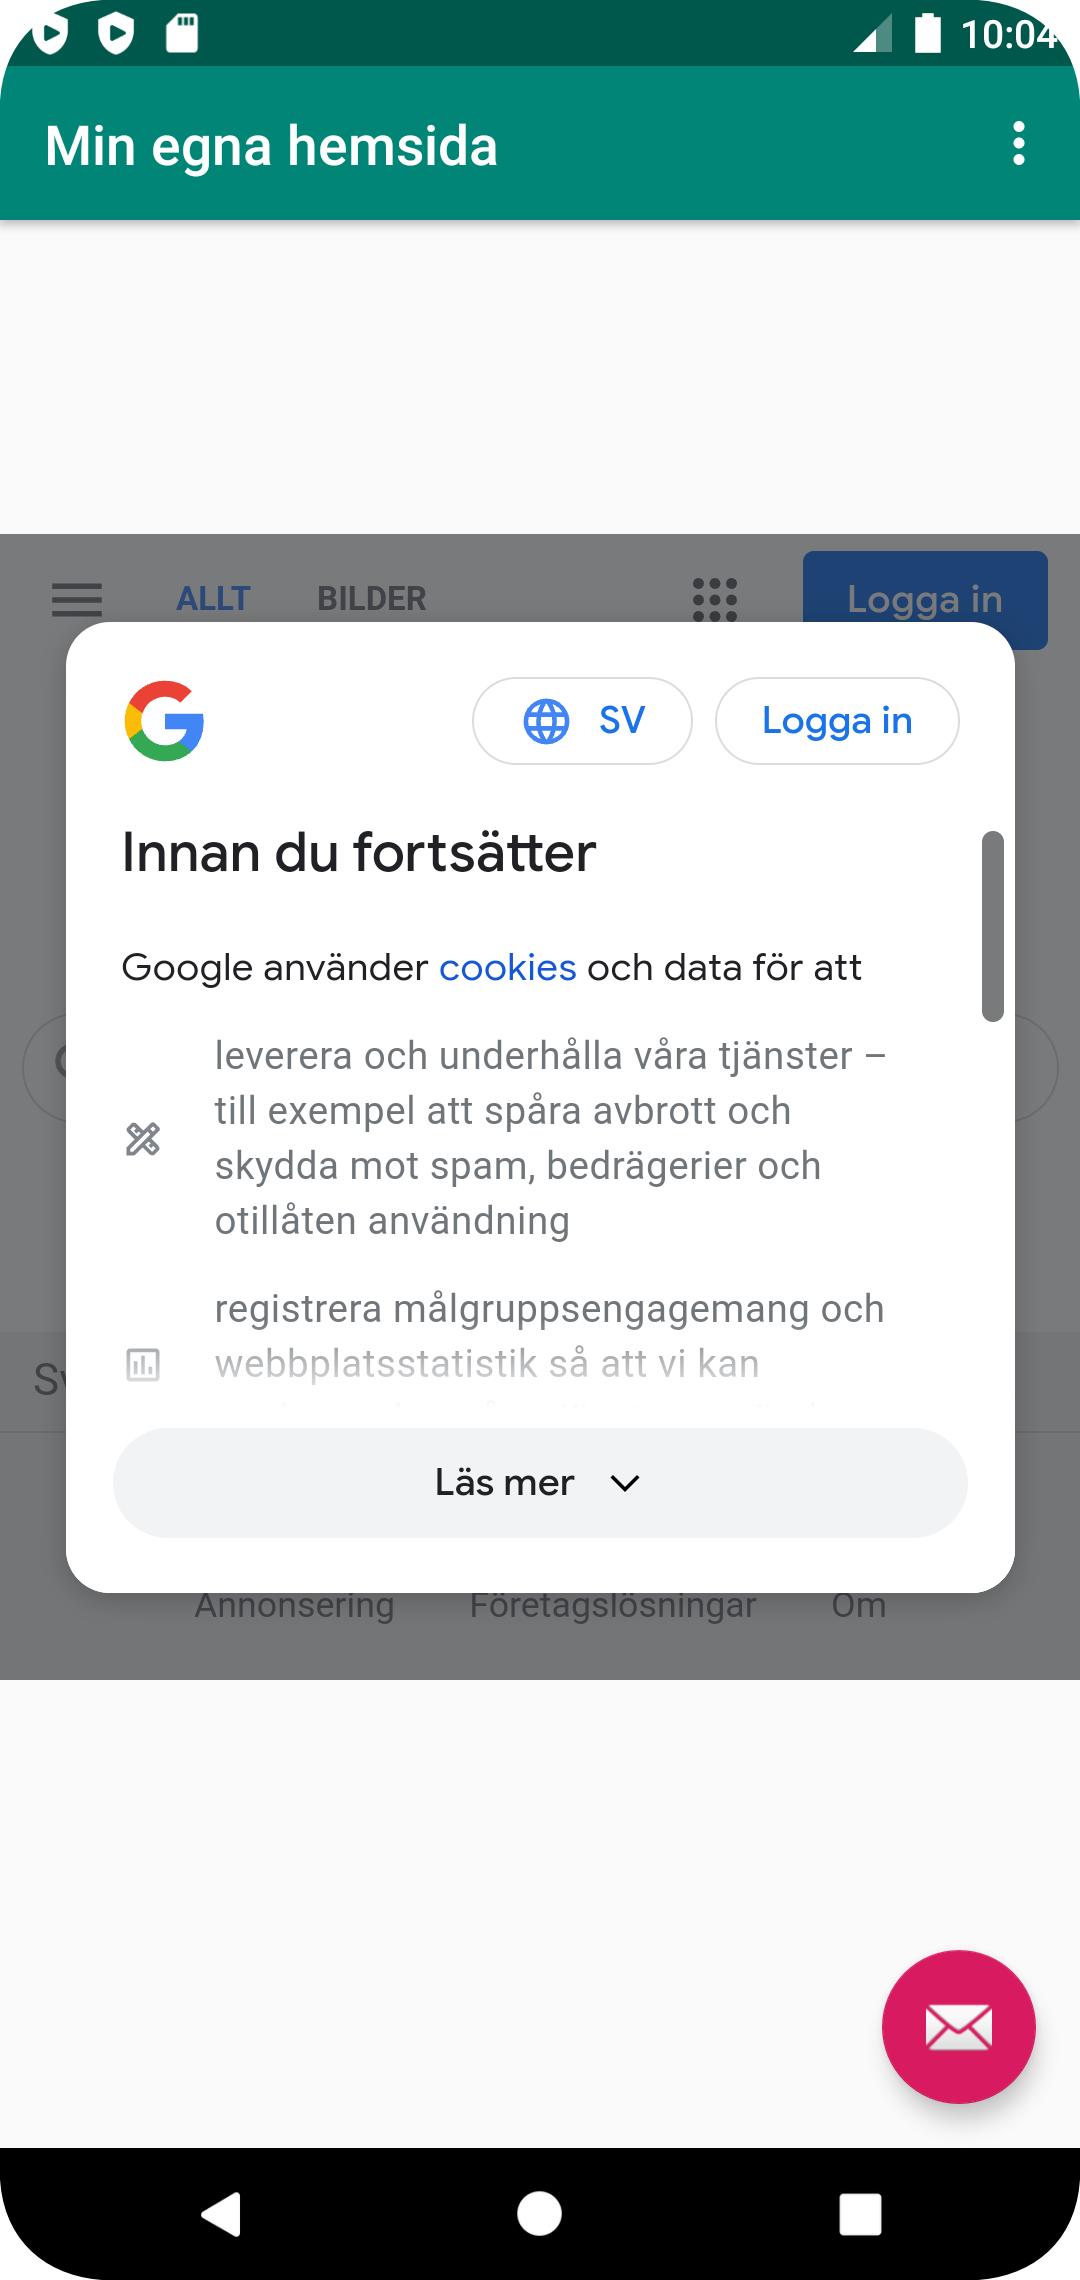 10:04
Min egna hemsida
ALLT BILDER Logga in
SV Logga in
Innan du fortsätter
Google använder cookies och data för att
leverera och underhålla våra tjänster –
till exempel att spåra avbrott och
skydda mot spam, bedrägerier och
otillåten användning
registrera målgruppsengagemang och
webbplatsstatistik så att vi kan
Läs mer
Annonsering Företagslösningar Om